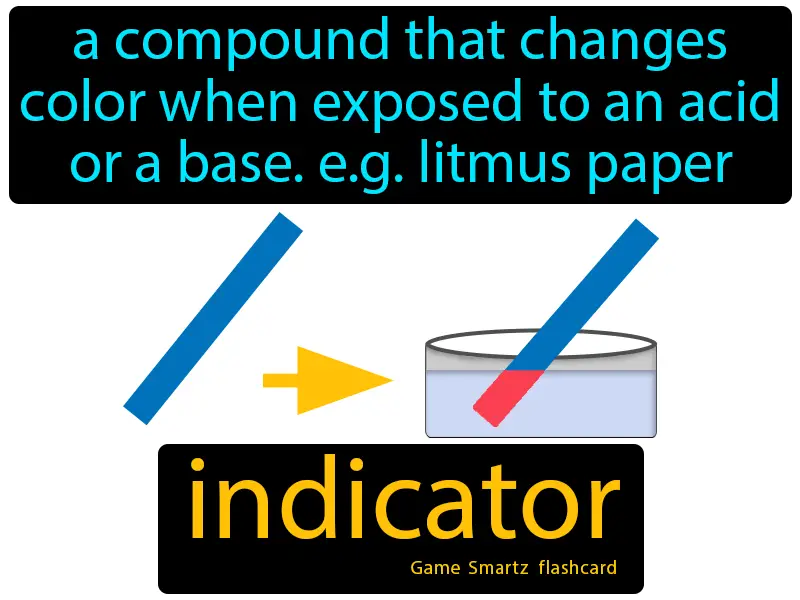 a compound that changes
color when exposed to an acid
or a base. e.g. litmus paper
indicator
Game Smartz flashcard